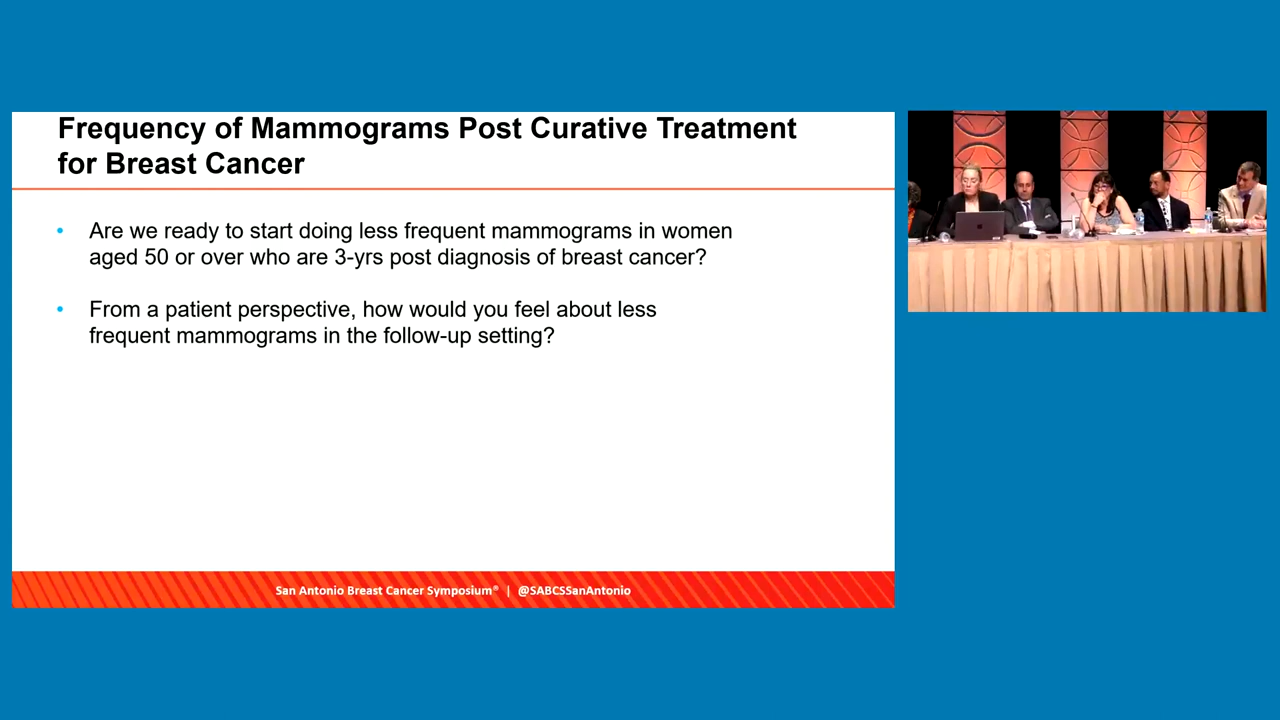 Frequency of Mammograms Post Curative Treatment
for Breast Cancer
• Are we ready to start doing less frequent mammograms in women
aged 50 or over who are 3-yrs post diagnosis of breast cancer?
• From a patient perspective, how would you feel about less
frequent mammograms in the follow-up setting?
San Antonio Breast Cancer Symposium® | @SABCSSanAntonio